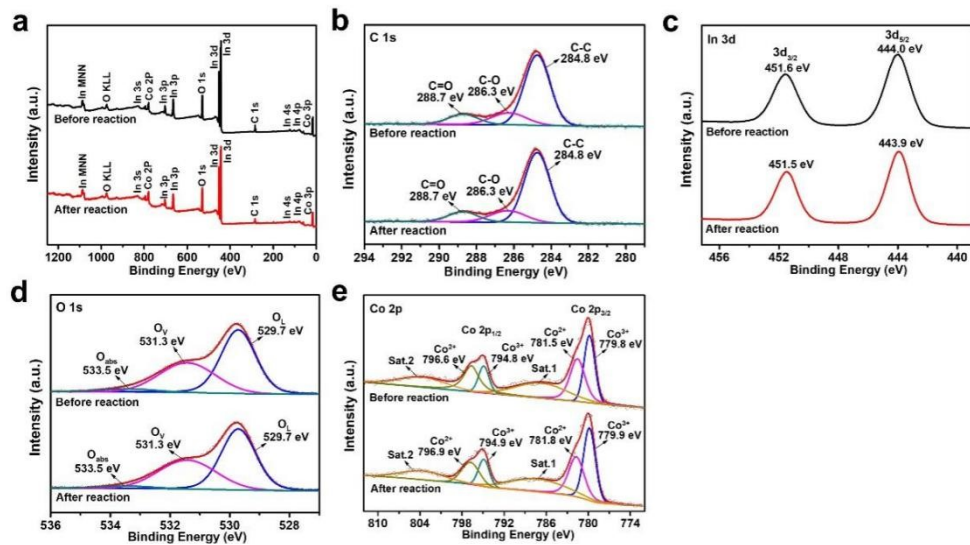 a
Intensity (a.u.)
In MNN
O KLL
In 3s
Co 2P
In 3p
In 3p
O 1s
In 3d
In 3d
C 1s
In 4s
In 4p
Co 3p
Before reaction
In MNN
O KLL
In 3s
Co 2P
In 3p
In 3p
O 1s
In 3d
In 3d
C 1s
In 4s
In 4p
Co 3p
After reaction
1200 1000 800 600 400 200 0
Binding Energy (eV)
b
C 1s
Intensity (a.u.)
C-C
284.8 eV
C-O
286.3 eV
C=O
288.7 eV
Before reaction
C-C
284.8 eV
C-O
286.3 eV
C=O
288.7 eV
After reaction
294 292 290 288 286 284 282 280
Binding Energy (eV)
c
In 3d
Intensity (a.u.)
3d3/2
451.6 eV
3d5/2
444.0 eV
Before reaction
451.5 eV
443.9 eV
After reaction
456 452 448 444 440
Binding Energy (eV)
d
O 1s
Intensity (a.u.)
OL
529.7 eV
OV
531.3 eV
Oabs
533.5 eV
Before reaction
OL
529.7 eV
OV
531.3 eV
Oabs
533.5 eV
After reaction
536 534 532 530 528
Binding Energy (eV)
e
Co 2p
Intensity (a.u.)
Co 2p1/2
Co 2p3/2
Sat.2
Co2+
796.6 eV
Co3+
794.8 eV
Sat.1
Co2+
781.5 eV
Co3+
779.8 eV
Before reaction
Sat.2
Co2+
796.9 eV
Co3+
794.9 eV
Sat.1
Co2+
781.8 eV
Co3+
779.9 eV
After reaction
810 804 798 792 786 780 774
Binding Energy (eV)